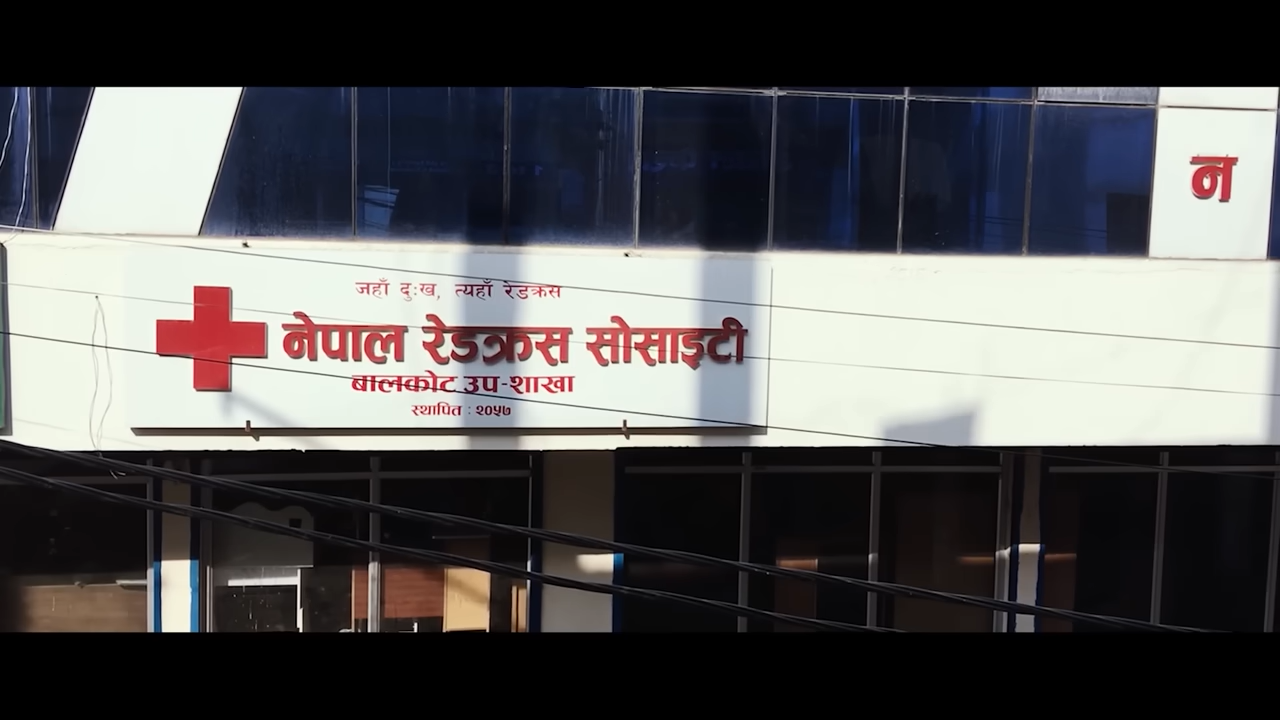 जहाँ दुःख, त्यहाँ रेडक्रस
नेपाल रेडक्रस सोसाइटी
बालकोट उप-शाखा
स्थापित : २०५७
न